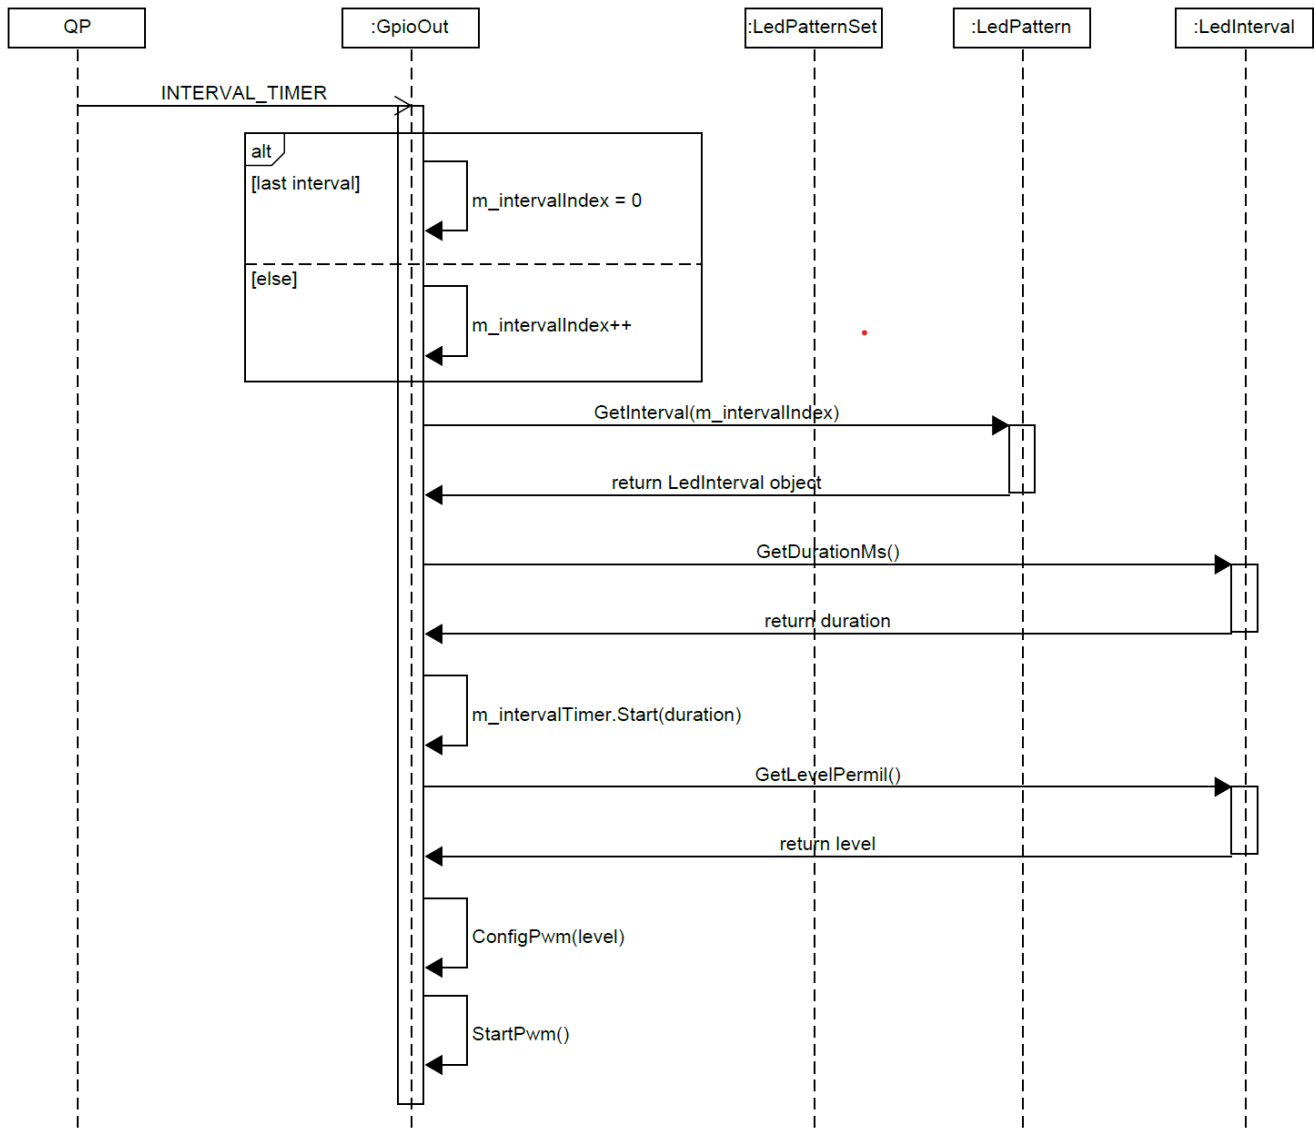 QP
:GpioOut
:LedPatternSet
:LedPattern
:LedInterval
INTERVAL_TIMER
alt
[last interval]
m_intervalIndex = 0
[else]
m_intervalIndex++
GetInterval(m_intervalIndex)
return LedInterval object
GetDurationMs()
return duration
m_intervalTimer.Start(duration)
GetLevelPermil()
return level
ConfigPwm(level)
StartPwm()